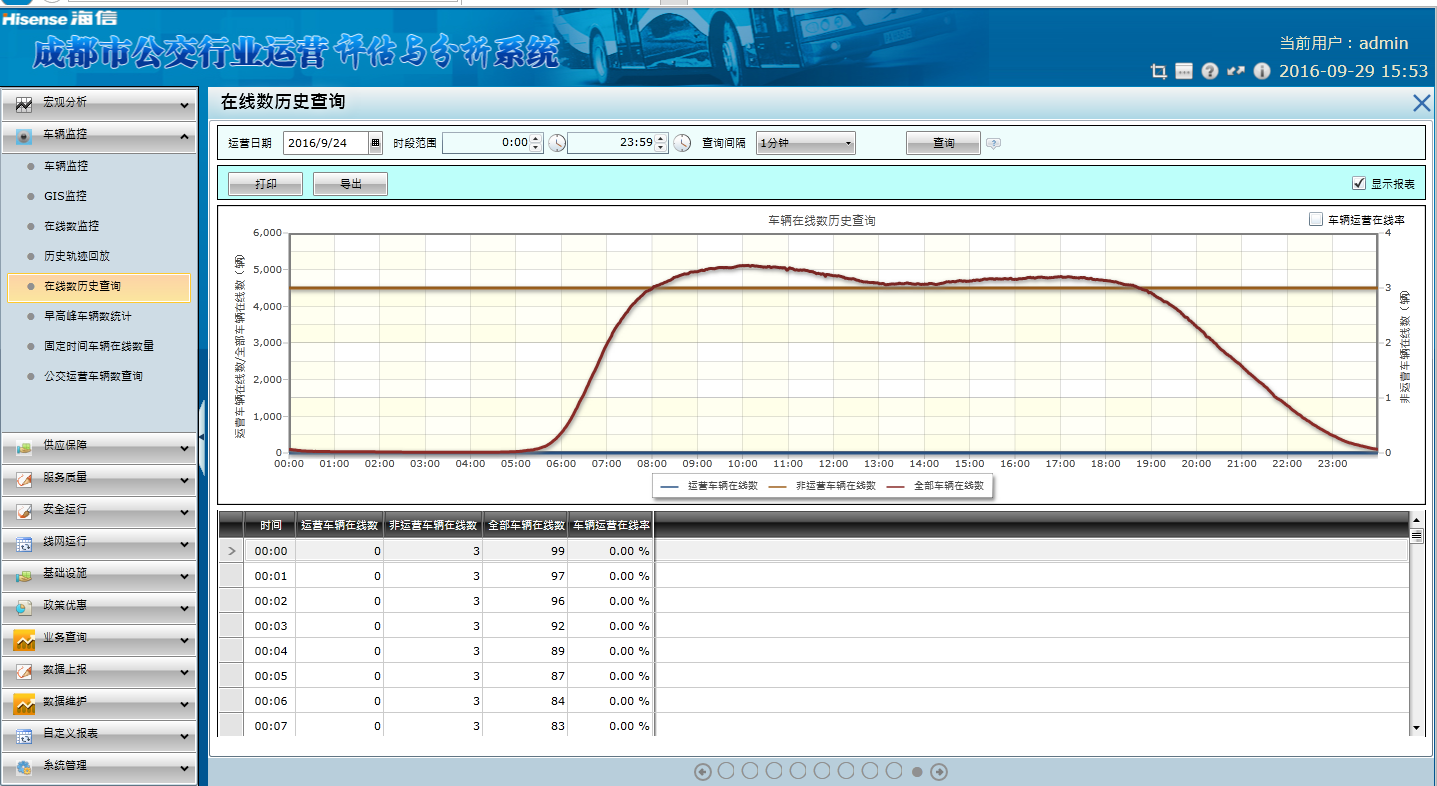 Hisense 海信
成都市公交行业运营评估与分析系统
当前用户：admin
2016-09-29 15:53
宏观分析
车辆监控
车辆监控
GIS监控
在线数监控
历史轨迹回放
在线数历史查询
早高峰车辆数统计
固定时间车辆在线数量
公交运营车辆数查询
供应保障
服务质量
安全运行
线网运行
基础设施
政策优惠
业务查询
数据上报
数据维护
自定义报表
系统管理
在线数历史查询
运营日期 2016/9/24 时段范围 0:00 23:59 查询间隔 1分钟 查询
打印 导出 显示报表
车辆在线数历史查询
车辆运营在线率
运营车辆在线数/全部车辆在线数（辆）
6,000
5,000
4,000
3,000
2,000
1,000
0
4
3
2
1
0
非运营车辆在线数（辆）
00:00 01:00 02:00 03:00 04:00 05:00 06:00 07:00 08:00 09:00 10:00 11:00 12:00 13:00 14:00 15:00 16:00 17:00 18:00 19:00 20:00 21:00 22:00 23:00
运营车辆在线数 非运营车辆在线数 全部车辆在线数
时间 运营车辆在线数 非运营车辆在线数 全部车辆在线数 车辆运营在线率
00:00 0 3 99 0.00 %
00:01 0 3 97 0.00 %
00:02 0 3 96 0.00 %
00:03 0 3 92 0.00 %
00:04 0 3 89 0.00 %
00:05 0 3 87 0.00 %
00:06 0 3 84 0.00 %
00:07 0 3 83 0.00 %